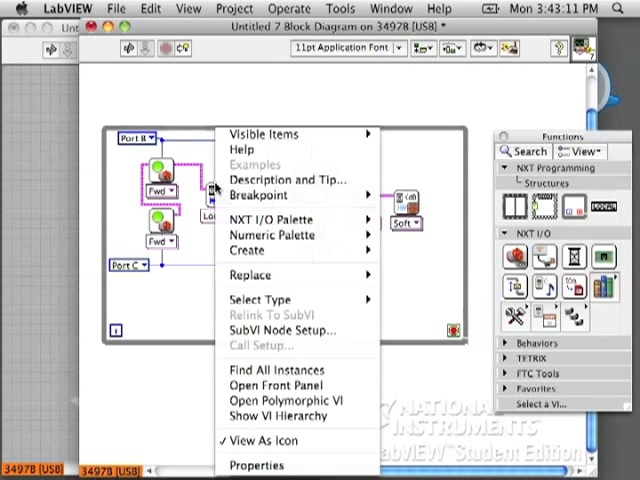 LabVIEW File Edit View Project Operate Tools Window Help Mon 3:43:11 PM
Untitled 7 Block Diagram on 3497B [USB] *
11pt Application Font
Port B
Fwd
Fwd
Port C
Soft
Visible Items
Help
Examples
Description and Tip...
Breakpoint
NXT I/O Palette
Numeric Palette
Create
Replace
Select Type
Relink To SubVI
SubVI Node Setup...
Call Setup...
Find All Instances
Open Front Panel
Open Polymorphic VI
Show VI Hierarchy
View As Icon
Properties
Functions
Search View
NXT Programming
Structures
NXT I/O
Behaviors
TETRIX
FTC Tools
Favorites
Select a VI...
NATIONAL
INSTRUMENTS
LabVIEW Student Edition
3497B [USB] 3497B [USB]